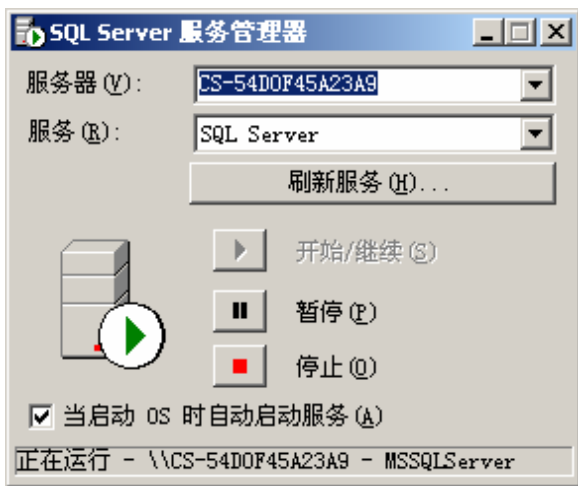 SQL Server 服务管理器
服务器(V):
CS-54D0F45A23A9
服务(R):
SQL Server
刷新服务(H)...
开始/继续(S)
暂停(P)
停止(O)
当启动 OS 时自动启动服务(A)
正在运行 - \\CS-54D0F45A23A9 - MSSQLServer